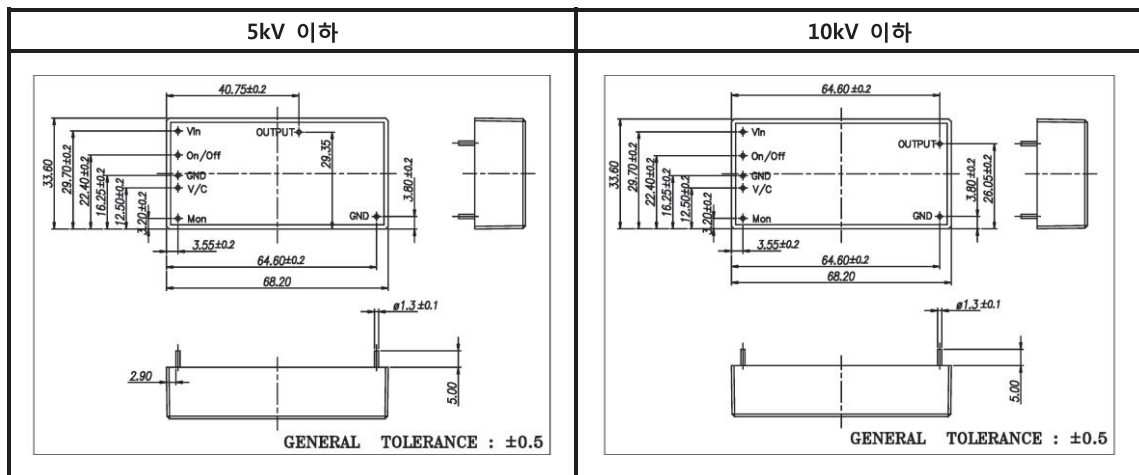 5kV 이하
40.75±0.2
Vin
OUTPUT
On/Off
GND
V/C
Mon
GND
33.60
29.70±0.2
22.40±0.2
16.25±0.2
12.50±0.2
3.20±0.2
29.35
3.80±0.2
3.55±0.2
64.60±0.2
68.20
ø1.3±0.1
2.90
5.00
GENERAL TOLERANCE : ±0.5
10kV 이하
64.60±0.2
Vin
OUTPUT
On/Off
GND
V/C
Mon
GND
33.60
29.70±0.2
22.40±0.2
16.25±0.2
12.50±0.2
3.20±0.2
3.80±0.2
26.05±0.2
3.55±0.2
64.60±0.2
68.20
ø1.3±0.1
5.00
GENERAL TOLERANCE : ±0.5